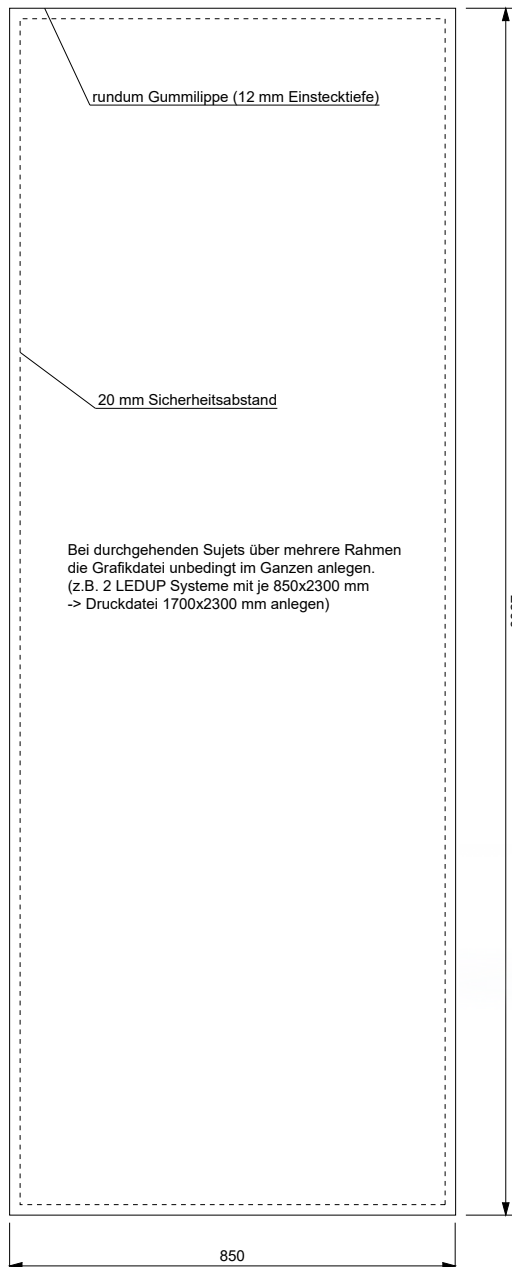 rundum Gummilippe (12 mm Einstecktiefe)
20 mm Sicherheitsabstand
Bei durchgehenden Sujets über mehrere Rahmen
die Grafikdatei unbedingt im Ganzen anlegen.
(z.B. 2 LEDUP Systeme mit je 850x2300 mm
-> Druckdatei 1700x2300 mm anlegen)
850